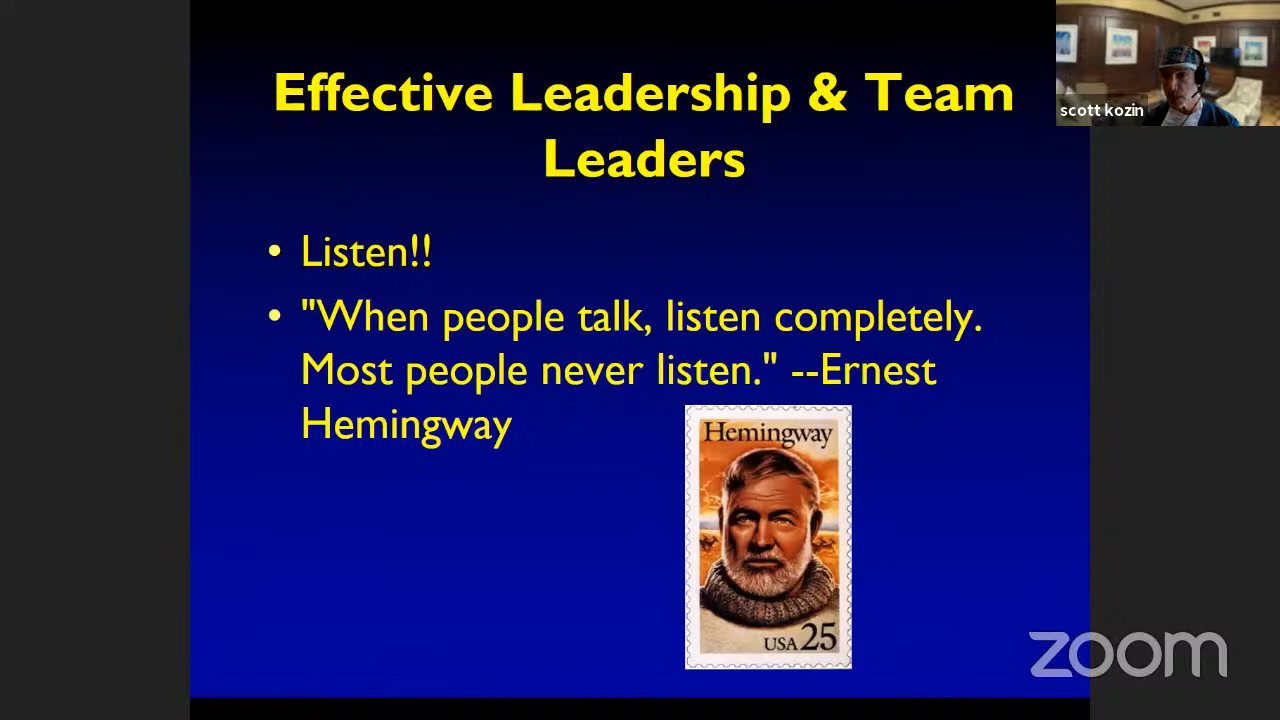 Effective Leadership & Team
Leaders
scott kozin
• Listen!!
• "When people talk, listen completely.
Most people never listen." --Ernest
Hemingway
Hemingway
USA 25
zoom